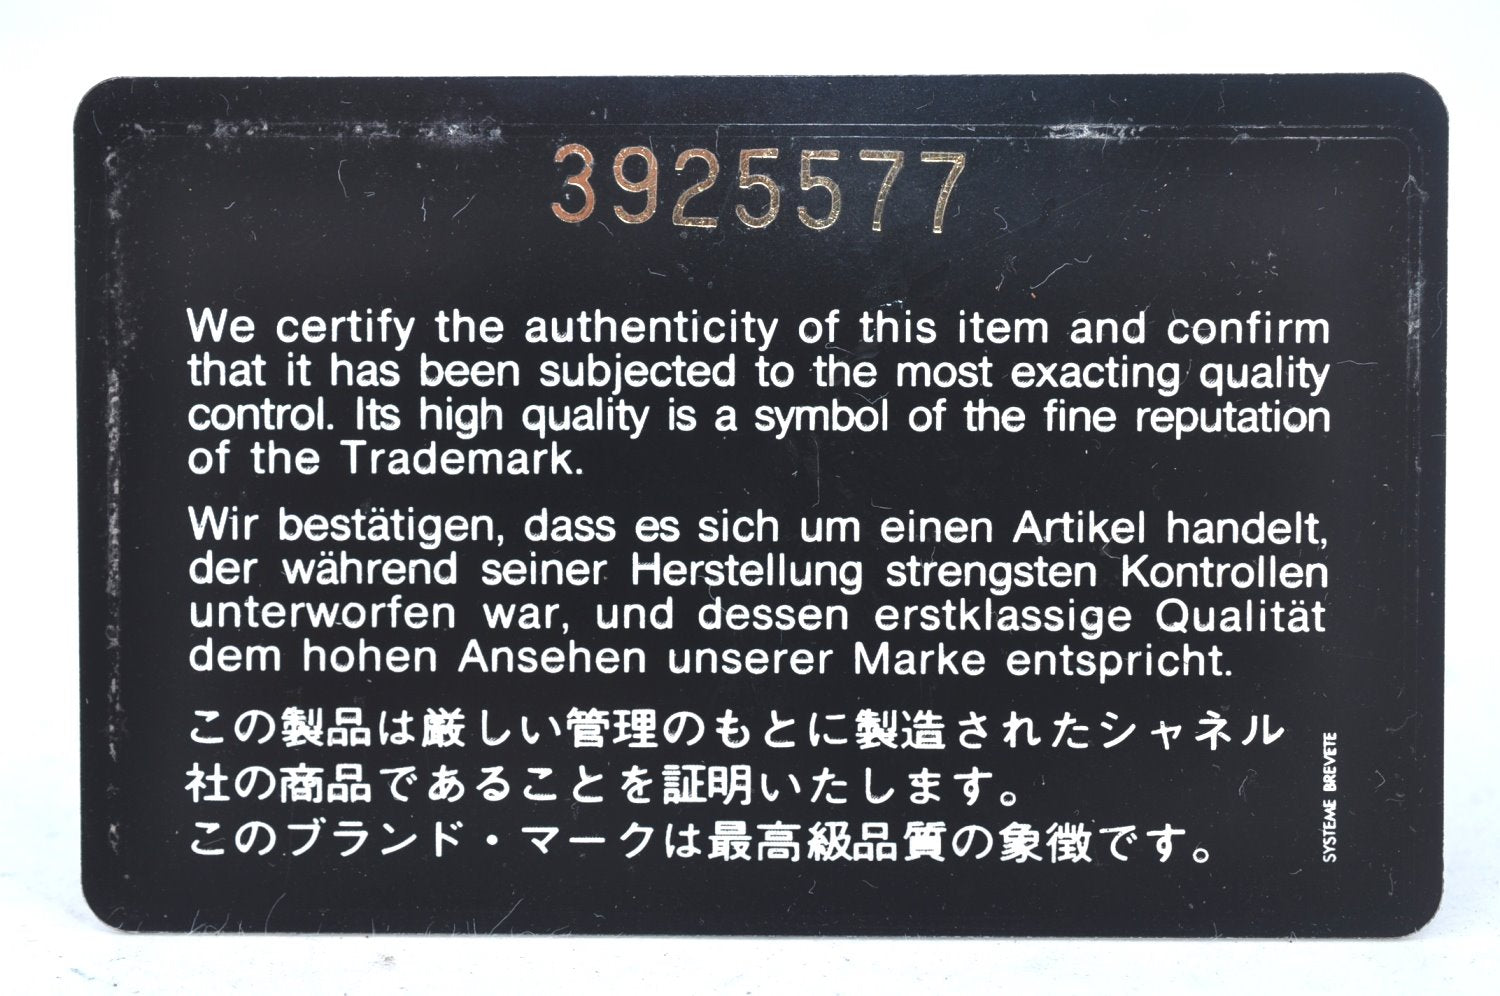 3925577
We certify the authenticity of this item and confirm
that it has been subjected to the most exacting quality
control. Its high quality is a symbol of the fine reputation
of the Trademark.
Wir bestätigen, dass es sich um einen Artikel handelt,
der während seiner Herstellung strengsten Kontrollen
unterworfen war, und dessen erstklassige Qualität
dem hohen Ansehen unserer Marke entspricht.
この製品は厳しい管理のもとに製造されたシャネル
社の商品であることを証明いたします。
このブランド・マークは最高級品質の象徴です。
SYSTEME BREVETE